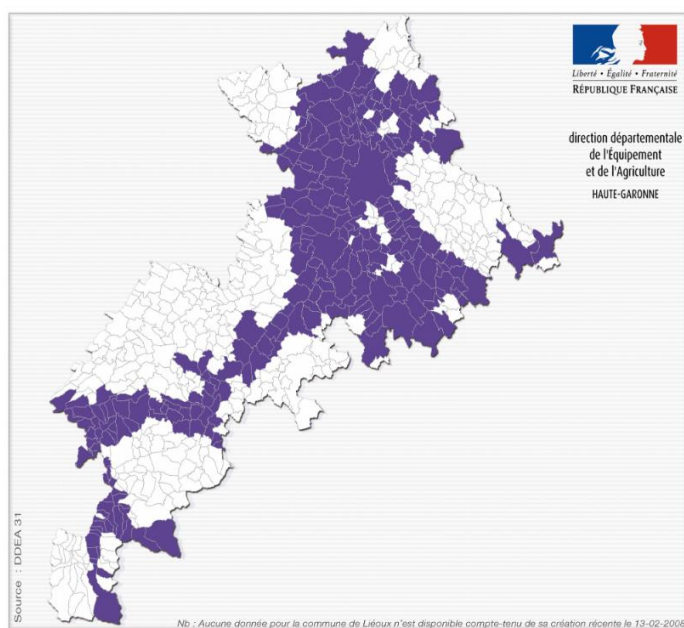 Liberté • Égalité • Fraternité
RÉPUBLIQUE FRANÇAISE
direction départementale
de l'Équipement
et de l'Agriculture
HAUTE-GARONNE
Source : DDEA 31
Nb : Aucune donnée pour la commune de Liéoux n'est disponible compte-tenu de sa création récente le 13-02-2008